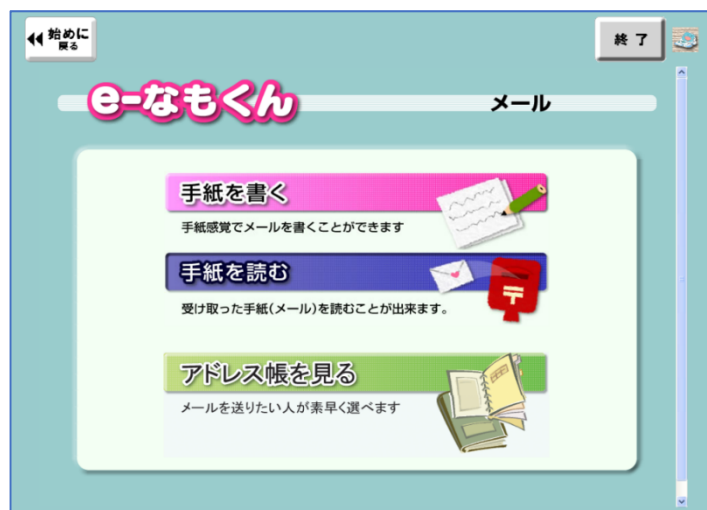 始めに
戻る
終了
e-なもくん
メール
手紙を書く
手紙感覚でメールを書くことができます
手紙を読む
受け取った手紙(メール)を読むことが出来ます。
〒
アドレス帳を見る
メールを送りたい人が素早く選べます